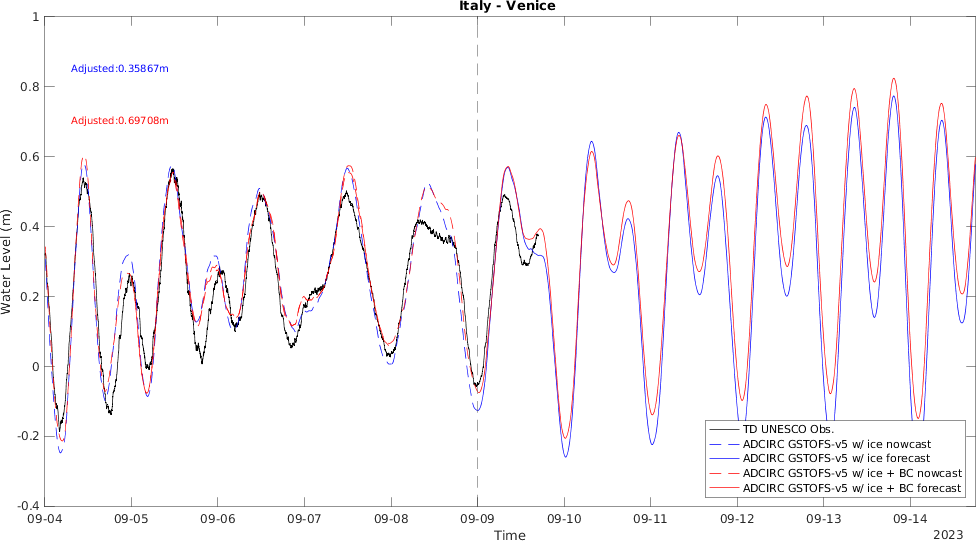 Italy - Venice
Water Level (m)
1
0.8
0.6
0.4
0.2
0
-0.2
-0.4
Adjusted:0.35867m
Adjusted:0.69708m
TD UNESCO Obs.
ADCIRC GSTOFS-v5 w/ ice nowcast
ADCIRC GSTOFS-v5 w/ ice forecast
ADCIRC GSTOFS-v5 w/ ice + BC nowcast
ADCIRC GSTOFS-v5 w/ ice + BC forecast
09-04 09-05 09-06 09-07 09-08 09-09 09-10 09-11 09-12 09-13 09-14
Time
2023